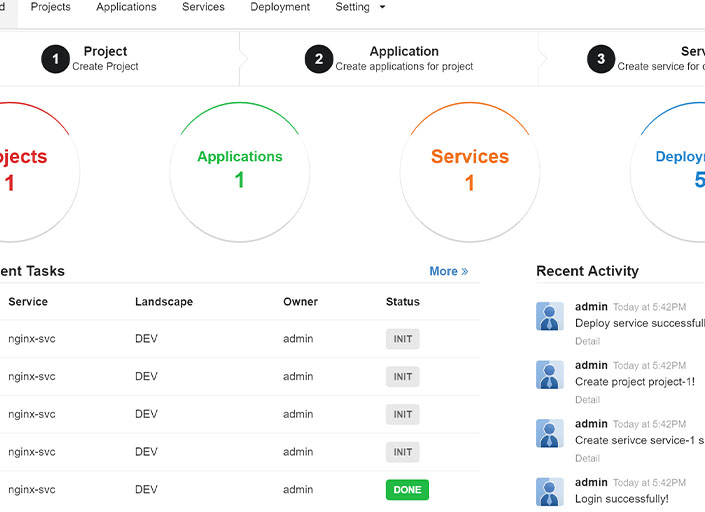 d Projects Applications Services Deployment Setting
1 Project
Create Project
2 Application
Create applications for project
3 Serv
Create service for
ojects
1
Applications
1
Services
1
Deploym
5
ent Tasks More »
Service Landscape Owner Status
nginx-svc DEV admin INIT
nginx-svc DEV admin INIT
nginx-svc DEV admin INIT
nginx-svc DEV admin INIT
nginx-svc DEV admin DONE
Recent Activity
admin Today at 5:42PM
Deploy service successfull
Detail
admin Today at 5:42PM
Create project project-1!
Detail
admin Today at 5:42PM
Create serivce service-1 s
Detail
admin Today at 5:42PM
Login successfully!